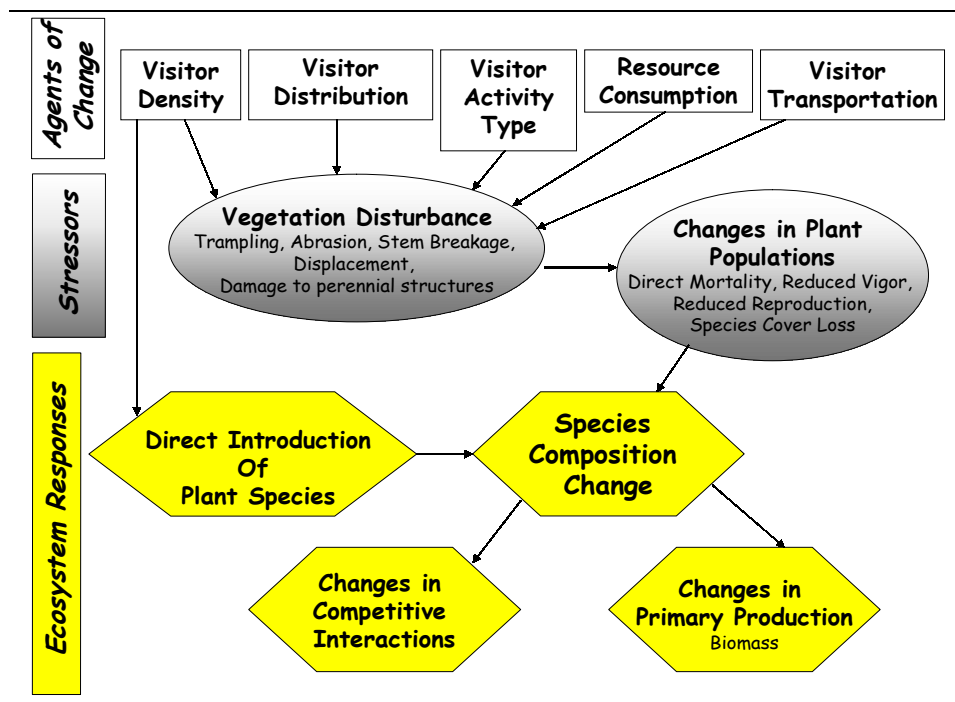 Agents of
Change
Visitor
Density
Visitor
Distribution
Visitor
Activity
Type
Resource
Consumption
Visitor
Transportation
Stressors
Vegetation Disturbance
Trampling, Abrasion, Stem Breakage,
Displacement,
Damage to perennial structures
Changes in Plant
Populations
Direct Mortality, Reduced Vigor,
Reduced Reproduction,
Species Cover Loss
Ecosystem Responses
Direct Introduction
Of
Plant Species
Species
Composition
Change
Changes in
Competitive
Interactions
Changes in
Primary Production
Biomass